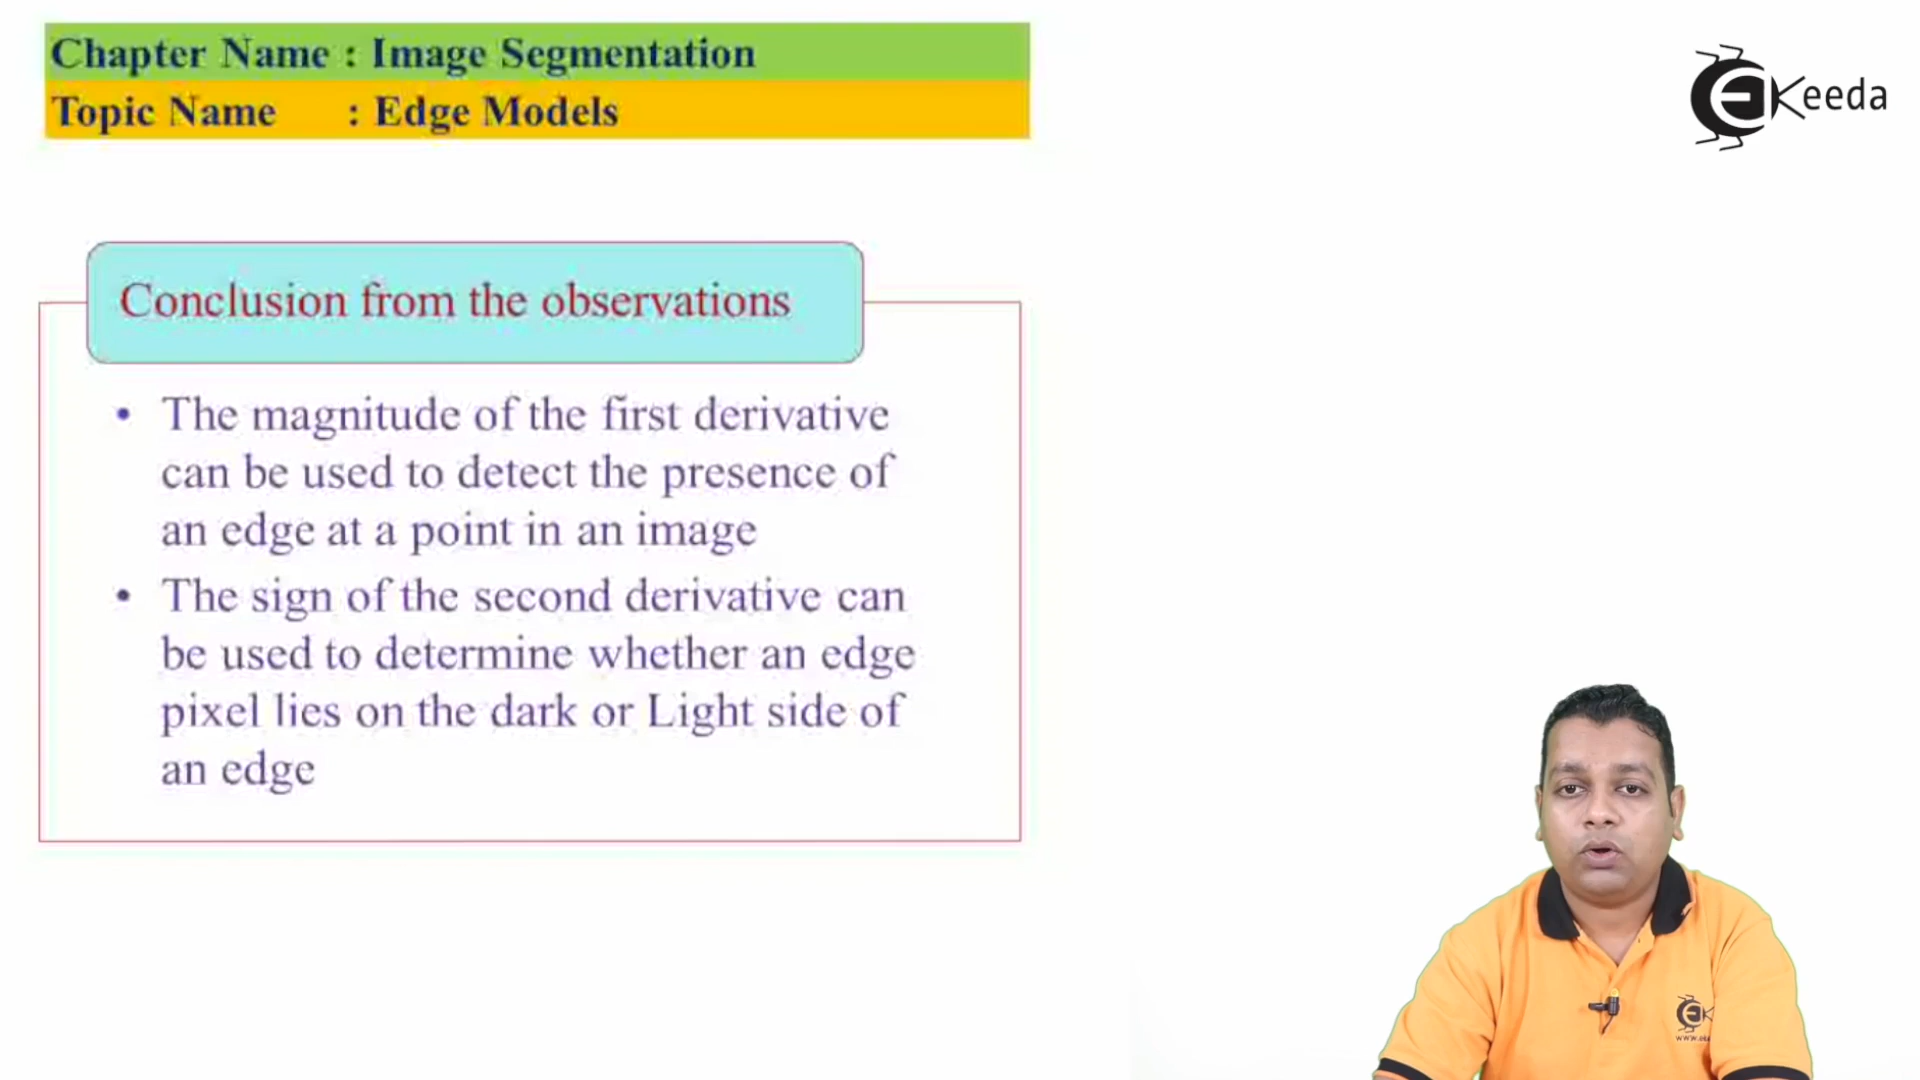 Chapter Name : Image Segmentation
Topic Name : Edge Models
EKeeda
Conclusion from the observations
• The magnitude of the first derivative
can be used to detect the presence of
an edge at a point in an image
• The sign of the second derivative can
be used to determine whether an edge
pixel lies on the dark or Light side of
an edge